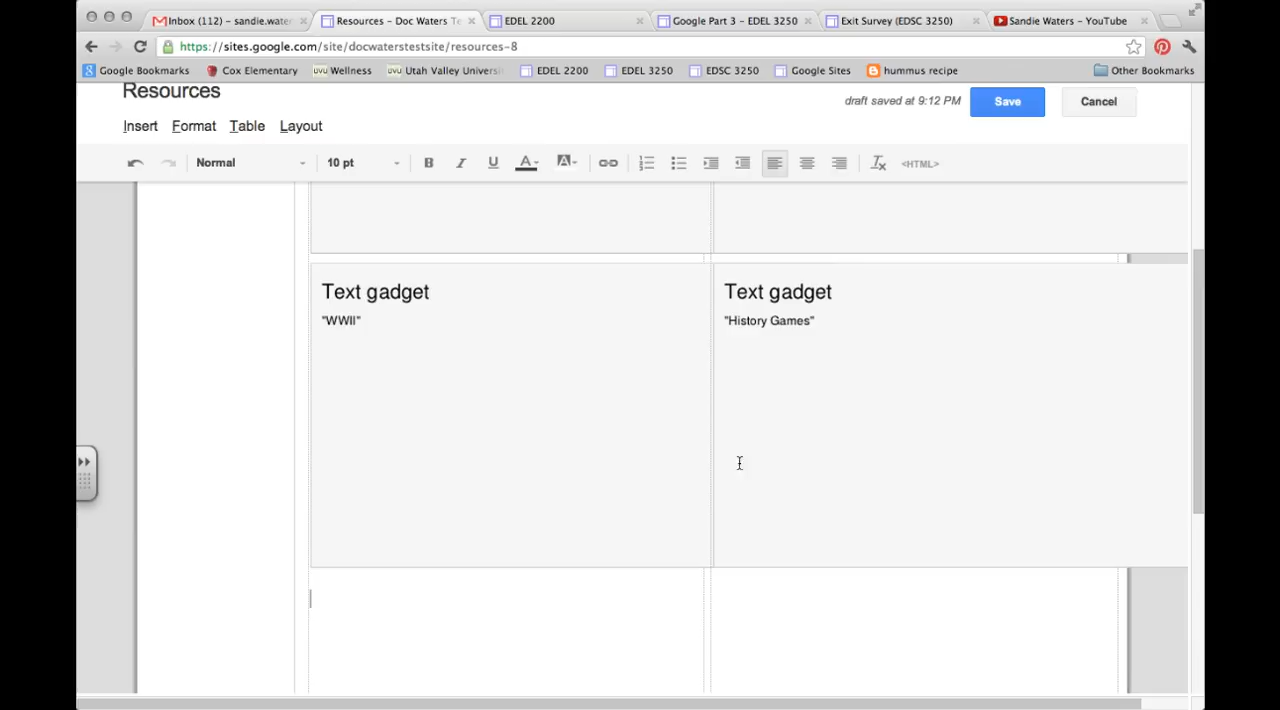 Inbox (112) – sandie.water
Resources – Doc Waters Te
EDEL 2200
Google Part 3 – EDEL 3250
Exit Survey (EDSC 3250)
Sandie Waters – YouTube
https://sites.google.com/site/docwaterstestsite/resources-8
Google Bookmarks
Cox Elementary
UVU Wellness
UVU Utah Valley Universi
EDEL 2200
EDEL 3250
EDSC 3250
Google Sites
hummus recipe
Other Bookmarks
Resources
draft saved at 9:12 PM
Save
Cancel
Insert Format Table Layout
Normal
10 pt
B I U A A
<HTML>
Text gadget
"WWII"
Text gadget
"History Games"